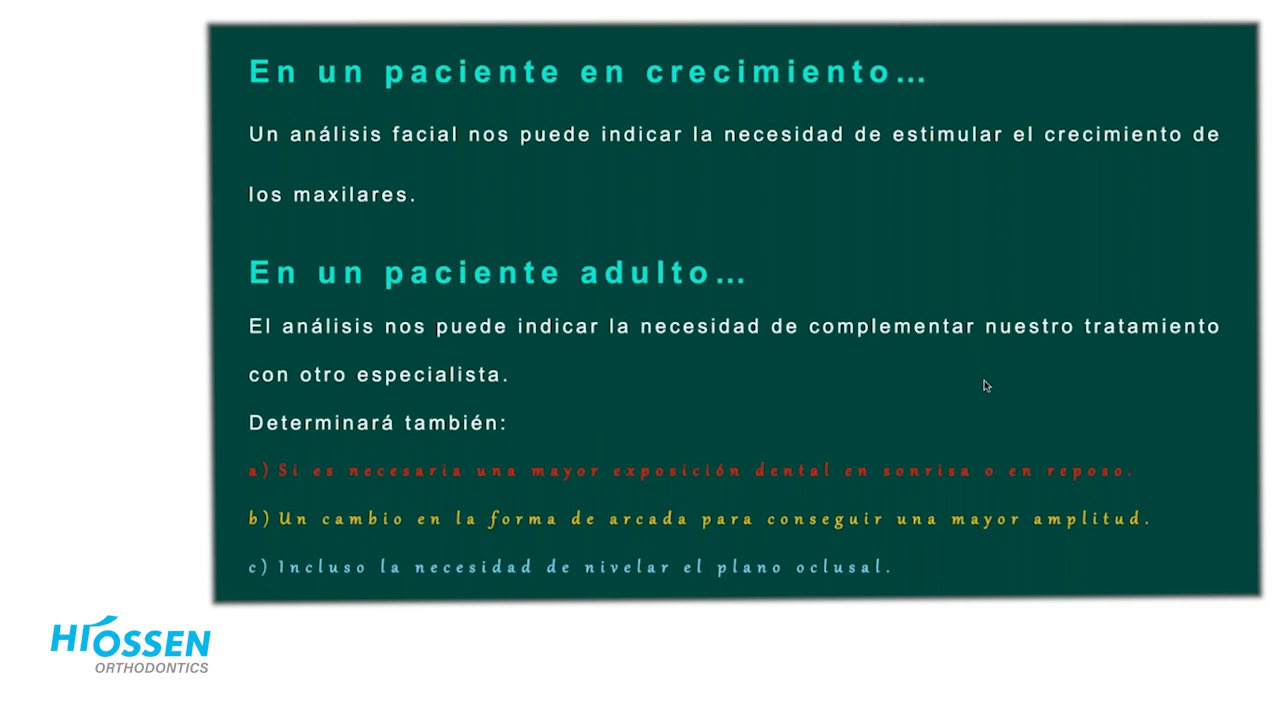 En un paciente en crecimiento...
Un análisis facial nos puede indicar la necesidad de estimular el crecimiento de
los maxilares.
En un paciente adulto...
El análisis nos puede indicar la necesidad de complementar nuestro tratamiento
con otro especialista.
Determinará también:
a) Si es necesaria una mayor exposición dental en sonrisa o en reposo.
b) Un cambio en la forma de arcada para conseguir una mayor amplitud.
c) Incluso la necesidad de nivelar el plano oclusal.
HIOSSEN
ORTHODONTICS